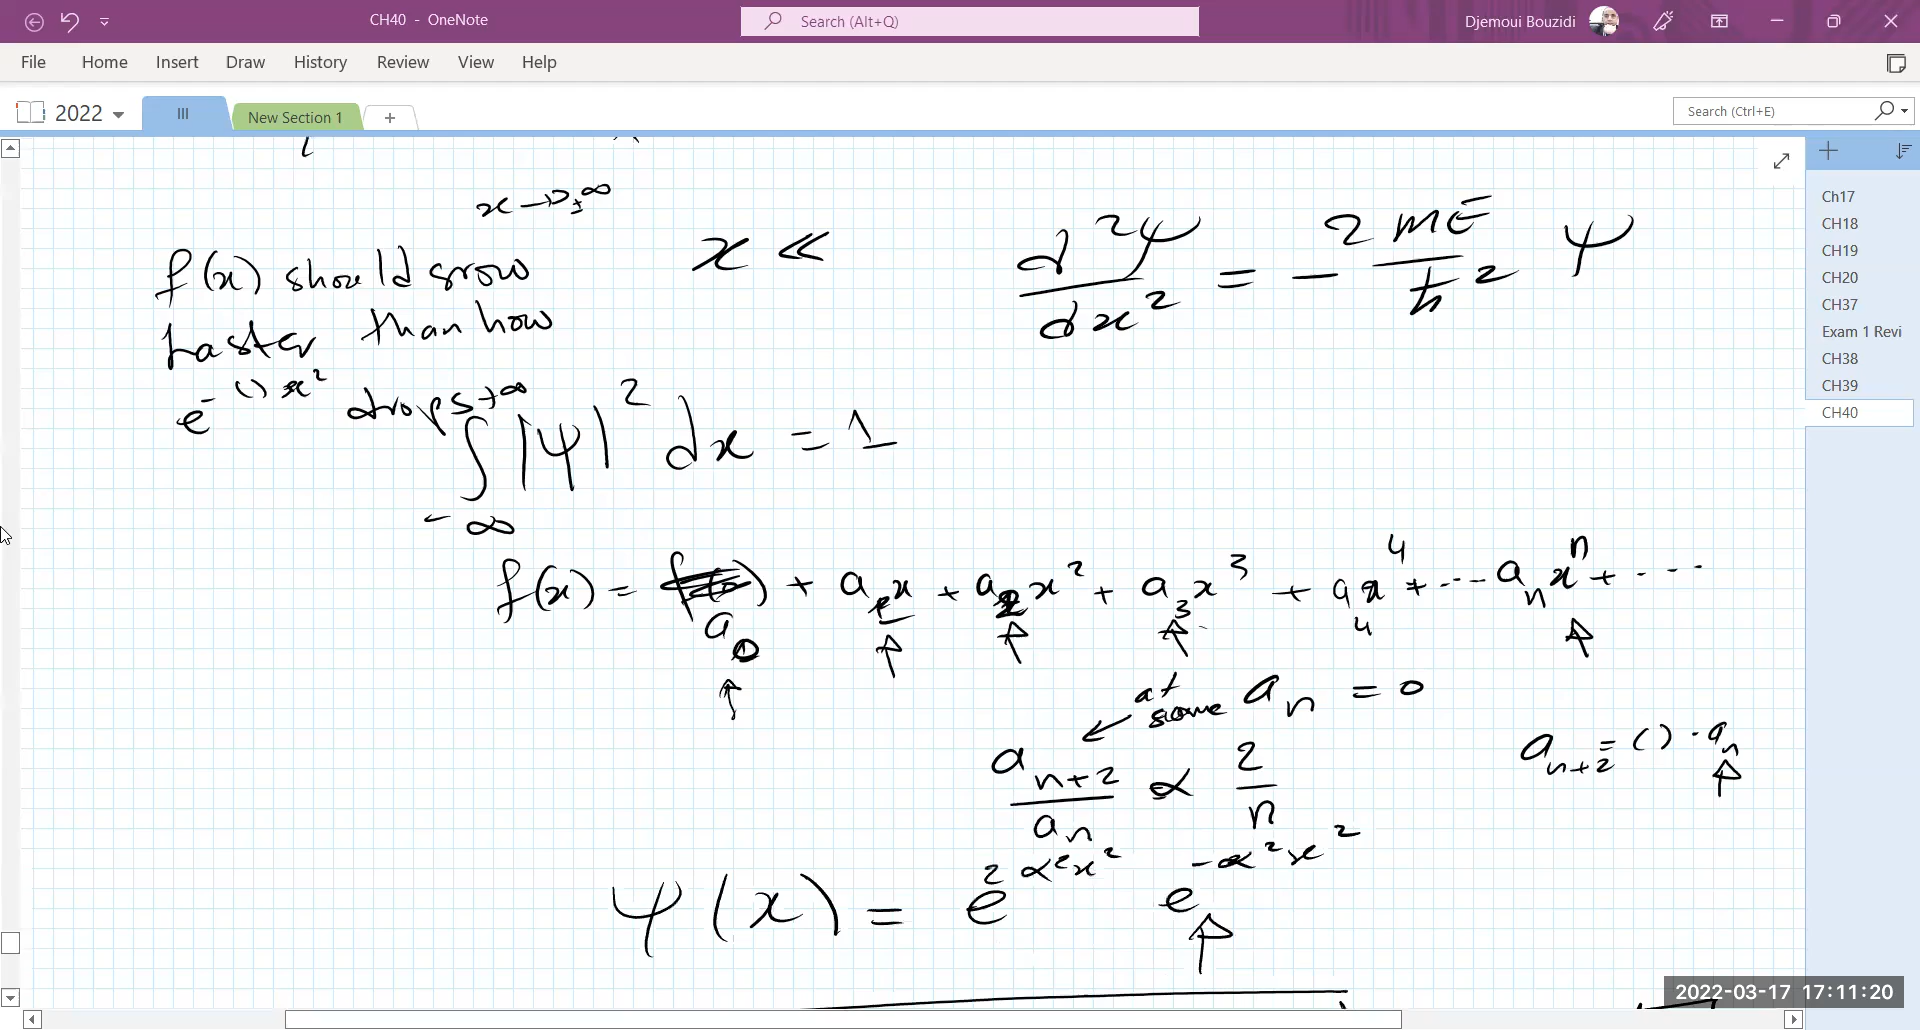 CH40 - OneNote
Search (Alt+Q)
Djemoui Bouzidi
File Home Insert Draw History Review View Help
2022
III
New Section 1
+
Search (Ctrl+E)
Ch17
CH18
CH19
CH20
CH37
Exam 1 Revi
CH38
CH39
CH40
x → ±∞
f(x) should grow
faster than how
e^-( )x² drops
x <<
d²ψ/dx² = - 2mE/ħ² ψ
∫_-∞^+∞ |ψ|² dx = 1
f(x) = a₀ + a₁x + a₂x² + a₃x³ + a₄x⁴ + --- aₙxⁿ + ----
at some aₙ = 0
aₙ₊₂/aₙ ∝ 2/n
aₙ₊₂ = ( ) · aₙ
ψ(x) = e^2α²x² e^-α²x²
2022-03-17 17:11:20